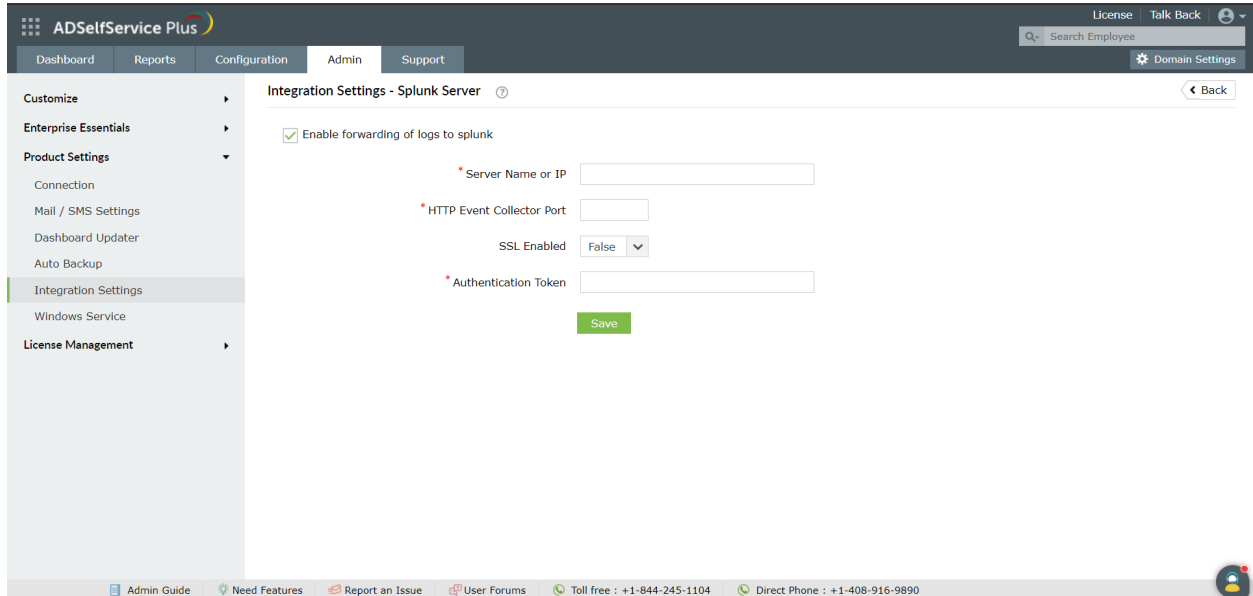 License Talk Back
ADSelfService Plus
Search Employee
Dashboard Reports Configuration Admin Support
Domain Settings
Customize
Enterprise Essentials
Product Settings
Connection
Mail / SMS Settings
Dashboard Updater
Auto Backup
Integration Settings
Windows Service
License Management
Integration Settings - Splunk Server ?
Back
Enable forwarding of logs to splunk
* Server Name or IP
* HTTP Event Collector Port
SSL Enabled False
* Authentication Token
Save
Admin Guide Need Features Report an Issue User Forums Toll free : +1-844-245-1104 Direct Phone : +1-408-916-9890